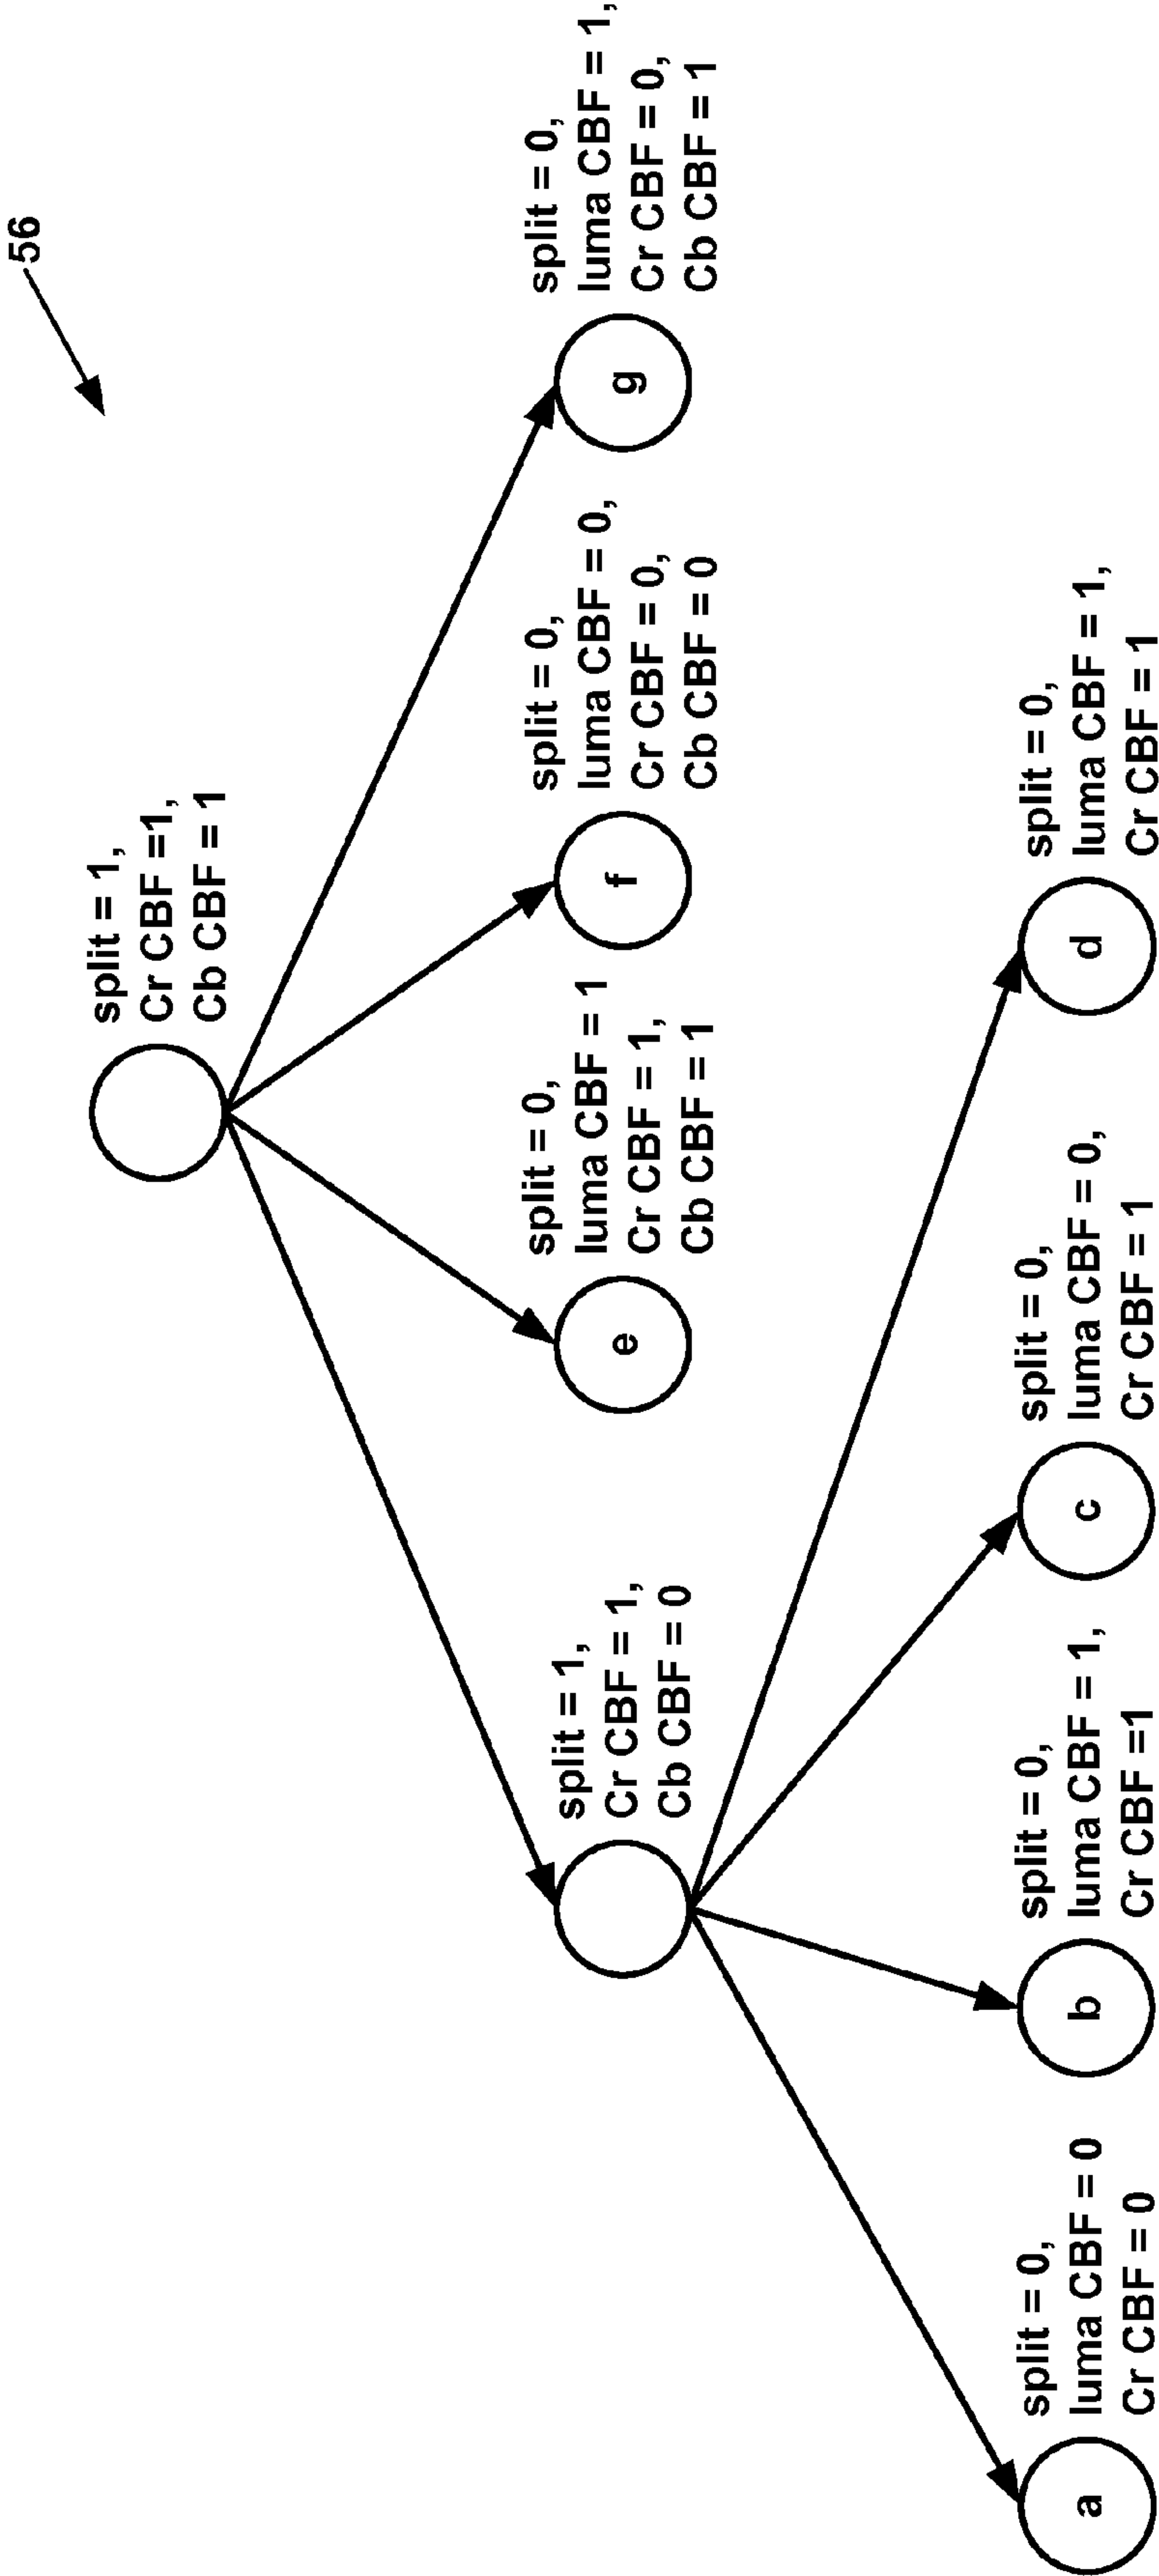 56
split = 1,
Cr CBF =1,
Cb CBF = 1
split = 1,
Cr CBF = 1,
Cb CBF = 0
e
split = 0,
luma CBF = 1
Cr CBF = 1,
Cb CBF = 1
f
split = 0,
luma CBF = 0,
Cr CBF = 0,
Cb CBF = 0
g
split = 0,
luma CBF = 1,
Cr CBF = 0,
Cb CBF = 1
a
split = 0,
luma CBF = 0
Cr CBF = 0
b
split = 0,
luma CBF = 1,
Cr CBF =1
c
split = 0,
luma CBF = 0,
Cr CBF = 1
d
split = 0,
luma CBF = 1,
Cr CBF = 1